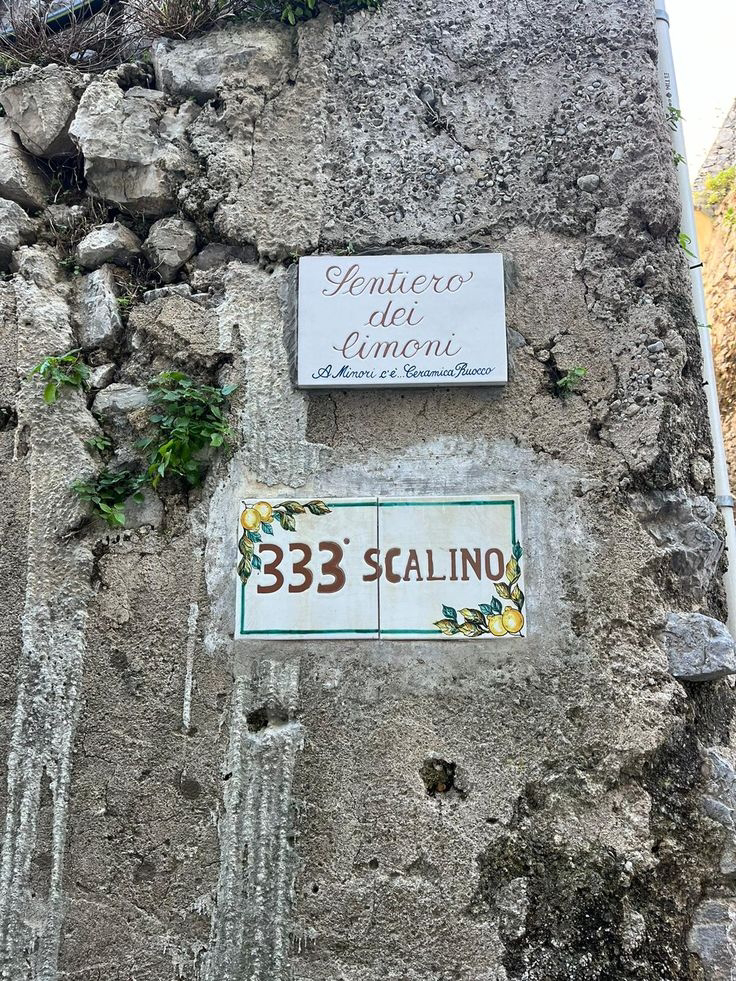 Sentiero
dei
limoni
A Minori c'è... Ceramica Ruocco
333° SCALINO